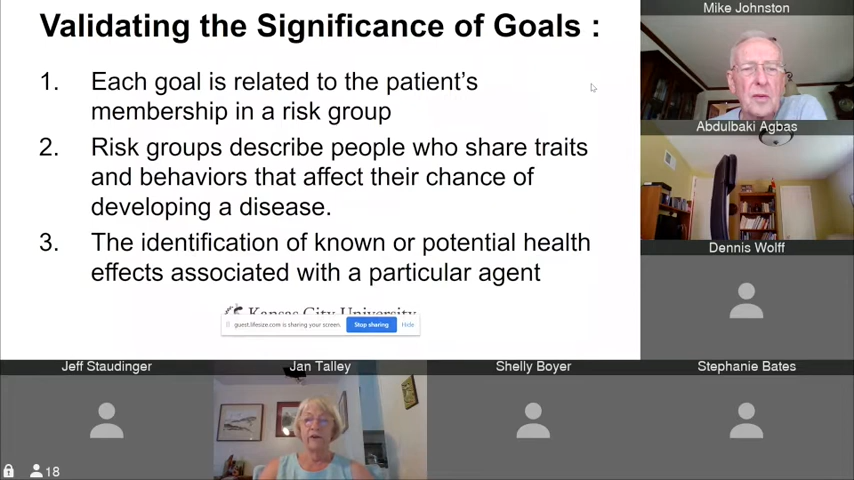 Validating the Significance of Goals :
1. Each goal is related to the patient's
membership in a risk group
2. Risk groups describe people who share traits
and behaviors that affect their chance of
developing a disease.
3. The identification of known or potential health
effects associated with a particular agent
Kansas City University
guest.lifesize.com is sharing your screen.
Stop sharing
Hide
Mike Johnston
Abdulbaki Agbas
Dennis Wolff
Jeff Staudinger
Jan Talley
Shelly Boyer
Stephanie Bates
18